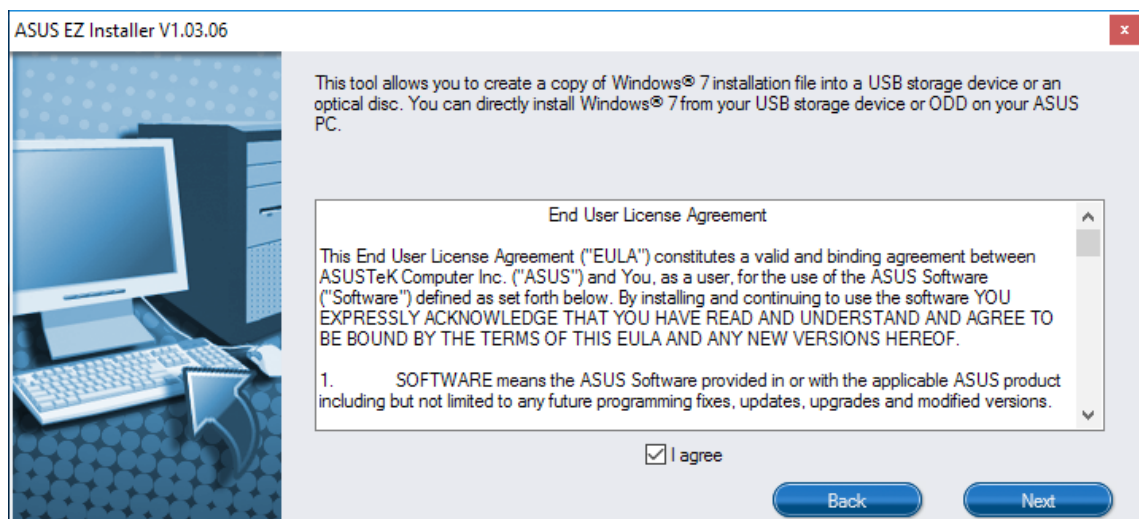 ASUS EZ Installer V1.03.06
x
This tool allows you to create a copy of Windows® 7 installation file into a USB storage device or an
optical disc. You can directly install Windows® 7 from your USB storage device or ODD on your ASUS
PC.
End User License Agreement
This End User License Agreement ("EULA") constitutes a valid and binding agreement between
ASUSTeK Computer Inc. ("ASUS") and You, as a user, for the use of the ASUS Software
("Software") defined as set forth below. By installing and continuing to use the software YOU
EXPRESSLY ACKNOWLEDGE THAT YOU HAVE READ AND UNDERSTAND AND AGREE TO
BE BOUND BY THE TERMS OF THIS EULA AND ANY NEW VERSIONS HEREOF.
1. SOFTWARE means the ASUS Software provided in or with the applicable ASUS product
including but not limited to any future programming fixes, updates, upgrades and modified versions.
I agree
Back Next